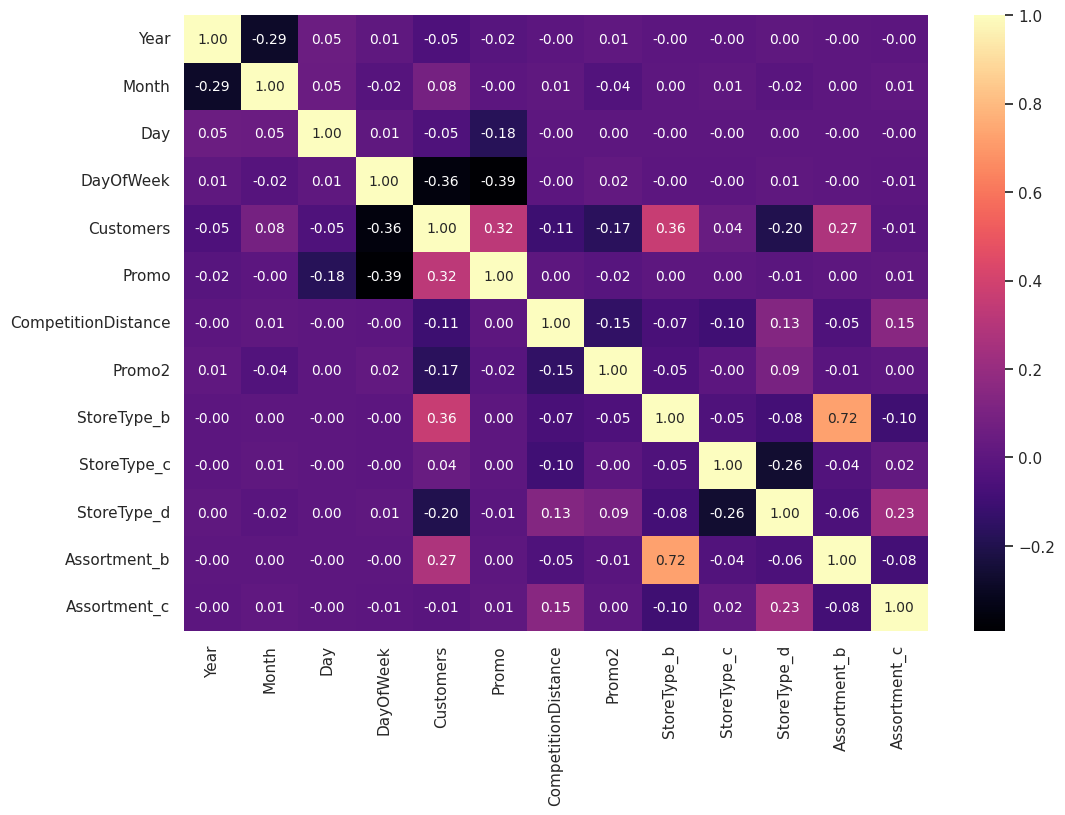 Year 1.00 -0.29 0.05 0.01 -0.05 -0.02 -0.00 0.01 -0.00 -0.00 0.00 -0.00 -0.00
Month -0.29 1.00 0.05 -0.02 0.08 -0.00 0.01 -0.04 0.00 0.01 -0.02 0.00 0.01
Day 0.05 0.05 1.00 0.01 -0.05 -0.18 -0.00 0.00 -0.00 -0.00 0.00 -0.00 -0.00
DayOfWeek 0.01 -0.02 0.01 1.00 -0.36 -0.39 -0.00 0.02 -0.00 -0.00 0.01 -0.00 -0.01
Customers -0.05 0.08 -0.05 -0.36 1.00 0.32 -0.11 -0.17 0.36 0.04 -0.20 0.27 -0.01
Promo -0.02 -0.00 -0.18 -0.39 0.32 1.00 0.00 -0.02 0.00 0.00 -0.01 0.00 0.01
CompetitionDistance -0.00 0.01 -0.00 -0.00 -0.11 0.00 1.00 -0.15 -0.07 -0.10 0.13 -0.05 0.15
Promo2 0.01 -0.04 0.00 0.02 -0.17 -0.02 -0.15 1.00 -0.05 -0.00 0.09 -0.01 0.00
StoreType_b -0.00 0.00 -0.00 -0.00 0.36 0.00 -0.07 -0.05 1.00 -0.05 -0.08 0.72 -0.10
StoreType_c -0.00 0.01 -0.00 -0.00 0.04 0.00 -0.10 -0.00 -0.05 1.00 -0.26 -0.04 0.02
StoreType_d 0.00 -0.02 0.00 0.01 -0.20 -0.01 0.13 0.09 -0.08 -0.26 1.00 -0.06 0.23
Assortment_b -0.00 0.00 -0.00 -0.00 0.27 0.00 -0.05 -0.01 0.72 -0.04 -0.06 1.00 -0.08
Assortment_c -0.00 0.01 -0.00 -0.01 -0.01 0.01 0.15 0.00 -0.10 0.02 0.23 -0.08 1.00
Year
Month
Day
DayOfWeek
Customers
Promo
CompetitionDistance
Promo2
StoreType_b
StoreType_c
StoreType_d
Assortment_b
Assortment_c
1.0
0.8
0.6
0.4
0.2
0.0
−0.2